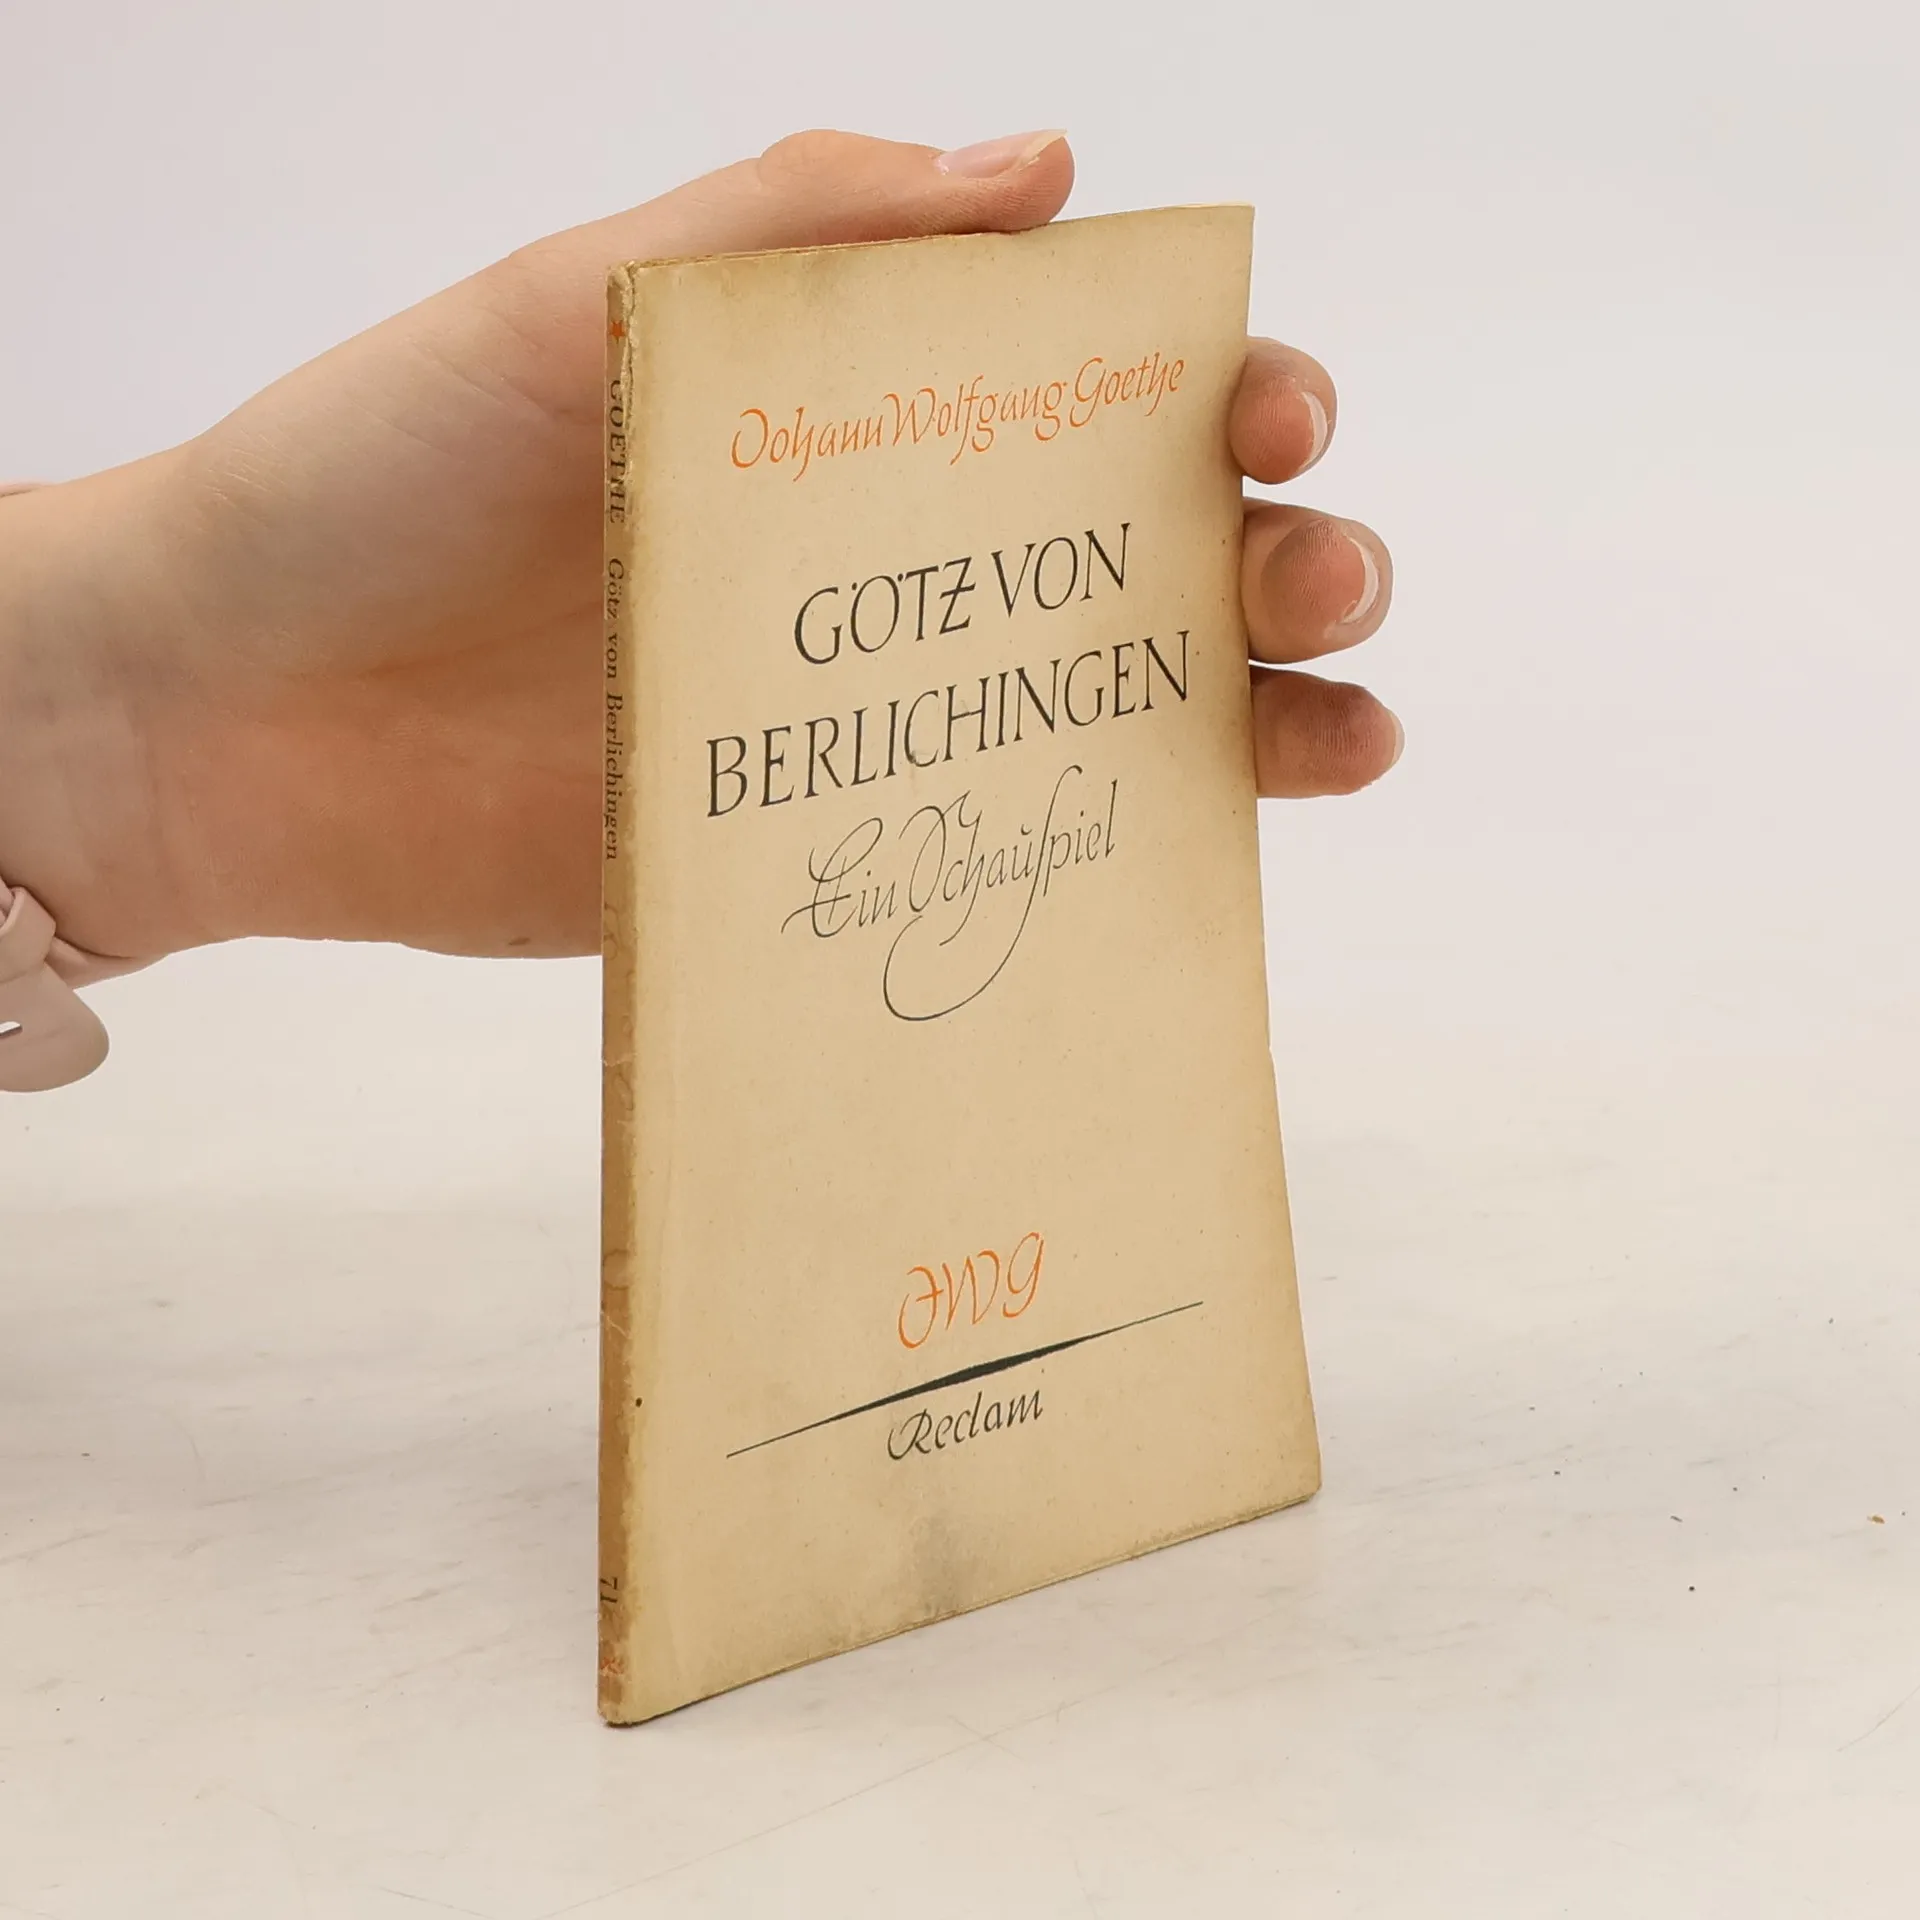 Johann Wolfgang Goethe
GÖTZ VON
BERLICHINGEN
Ein Schauspiel
JWG
Reclam
GOETHE Götz von Berlichingen
71